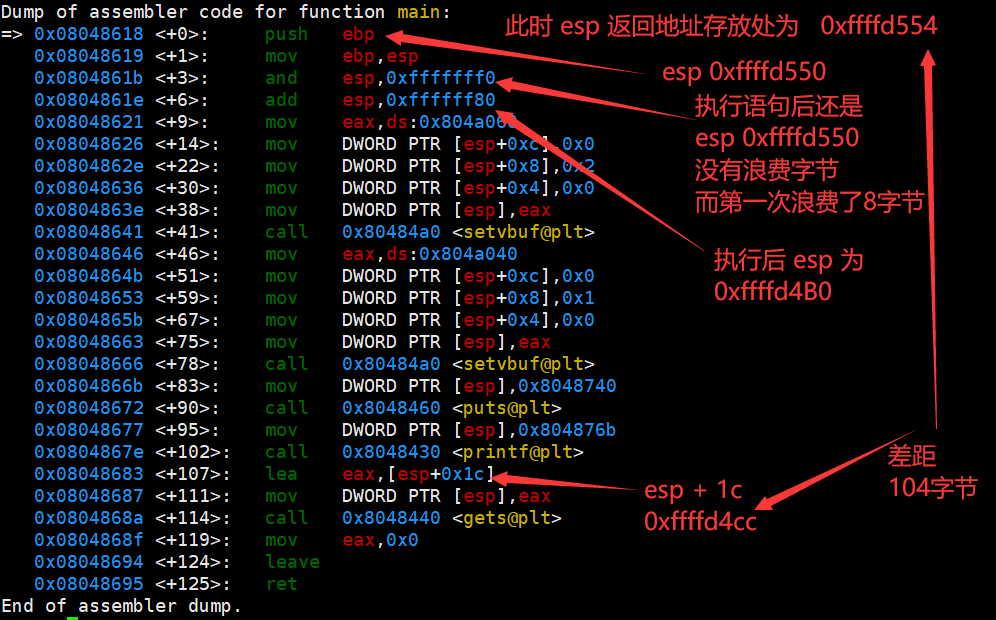 Dump of assembler code for function main:
=> 0x08048618 <+0>: push ebp
0x08048619 <+1>: mov ebp,esp
0x0804861b <+3>: and esp,0xfffffff0
0x0804861e <+6>: add esp,0xffffff80
0x08048621 <+9>: mov eax,ds:0x804a06
0x08048626 <+14>: mov DWORD PTR [esp+0xc],0x0
0x0804862e <+22>: mov DWORD PTR [esp+0x8],0x2
0x08048636 <+30>: mov DWORD PTR [esp+0x4],0x0
0x0804863e <+38>: mov DWORD PTR [esp],eax
0x08048641 <+41>: call 0x80484a0 <setvbuf@plt>
0x08048646 <+46>: mov eax,ds:0x804a040
0x0804864b <+51>: mov DWORD PTR [esp+0xc],0x0
0x08048653 <+59>: mov DWORD PTR [esp+0x8],0x1
0x0804865b <+67>: mov DWORD PTR [esp+0x4],0x0
0x08048663 <+75>: mov DWORD PTR [esp],eax
0x08048666 <+78>: call 0x80484a0 <setvbuf@plt>
0x0804866b <+83>: mov DWORD PTR [esp],0x8048740
0x08048672 <+90>: call 0x8048460 <puts@plt>
0x08048677 <+95>: mov DWORD PTR [esp],0x804876b
0x0804867e <+102>: call 0x8048430 <printf@plt>
0x08048683 <+107>: lea eax,[esp+0x1c]
0x08048687 <+111>: mov DWORD PTR [esp],eax
0x0804868a <+114>: call 0x8048440 <gets@plt>
0x0804868f <+119>: mov eax,0x0
0x08048694 <+124>: leave
0x08048695 <+125>: ret
End of assembler dump.
此时 esp 返回地址存放处为 0xffffd554
esp 0xffffd550
执行语句后还是
esp 0xffffd550
没有浪费字节
而第一次浪费了8字节
执行后 esp 为
0xffffd4B0
esp + 1c
0xffffd4cc
差距
104字节